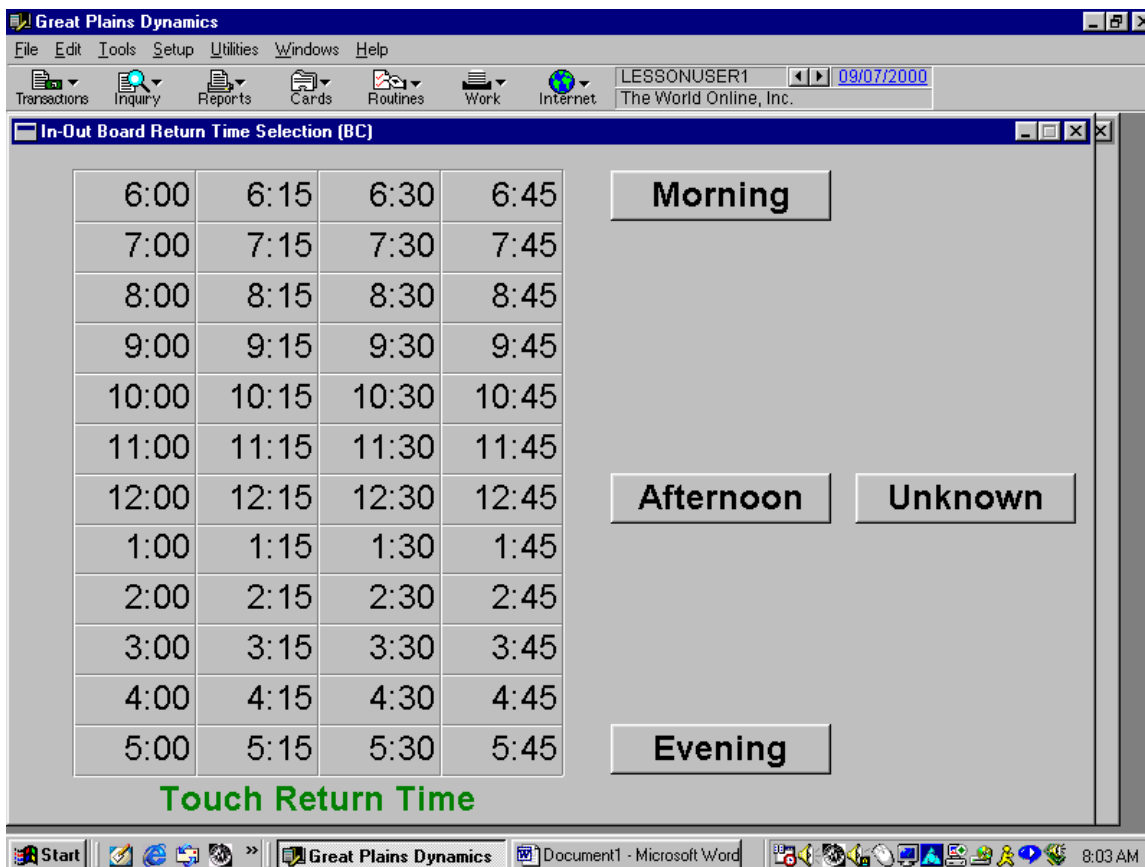 Great Plains Dynamics
File Edit Tools Setup Utilities Windows Help
Transactions Inquiry Reports Cards Routines Work Internet
LESSONUSER1 09/07/2000
The World Online, Inc.
In-Out Board Return Time Selection (BC)
6:00 6:15 6:30 6:45 Morning
7:00 7:15 7:30 7:45
8:00 8:15 8:30 8:45
9:00 9:15 9:30 9:45
10:00 10:15 10:30 10:45
11:00 11:15 11:30 11:45
12:00 12:15 12:30 12:45 Afternoon Unknown
1:00 1:15 1:30 1:45
2:00 2:15 2:30 2:45
3:00 3:15 3:30 3:45
4:00 4:15 4:30 4:45
5:00 5:15 5:30 5:45 Evening
Touch Return Time
Start » Great Plains Dynamics Document1 - Microsoft Word 8:03 AM